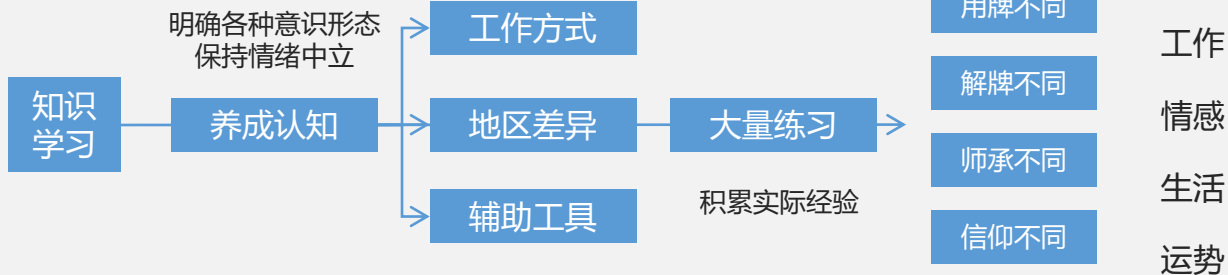 明确各种意识形态
保持情绪中立
知识
学习
养成认知
工作方式
地区差异
辅助工具
大量练习
积累实际经验
用牌不同
解牌不同
师承不同
信仰不同
工作
情感
生活
运势